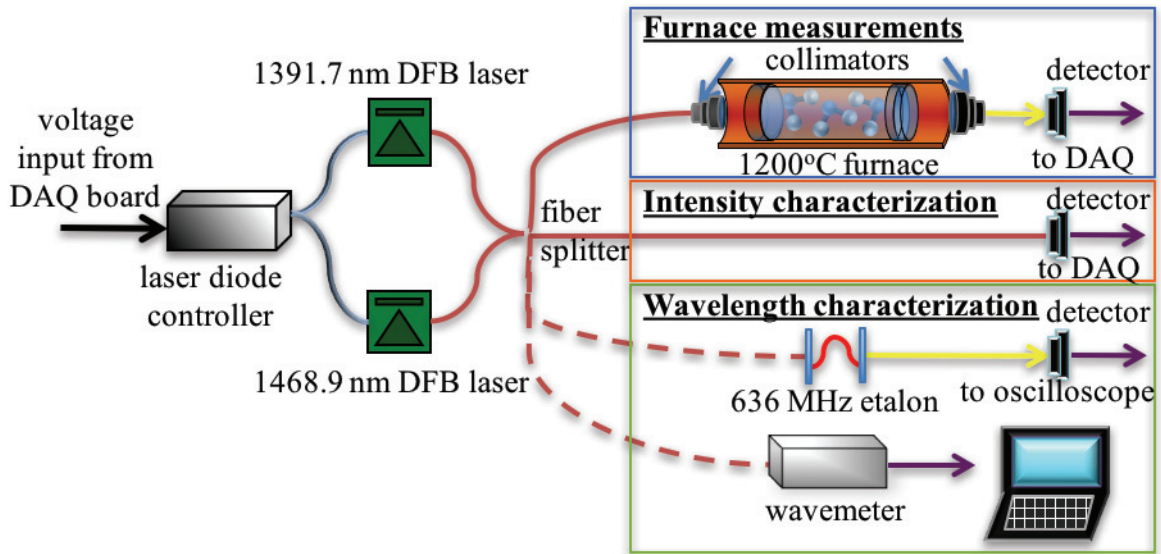 voltage
input from
DAQ board
laser diode
controller
1391.7 nm DFB laser
1468.9 nm DFB laser
fiber
splitter
Furnace measurements
collimators
detector
1200°C furnace
to DAQ
Intensity characterization
detector
to DAQ
Wavelength characterization
detector
636 MHz etalon
to oscilloscope
wavemeter